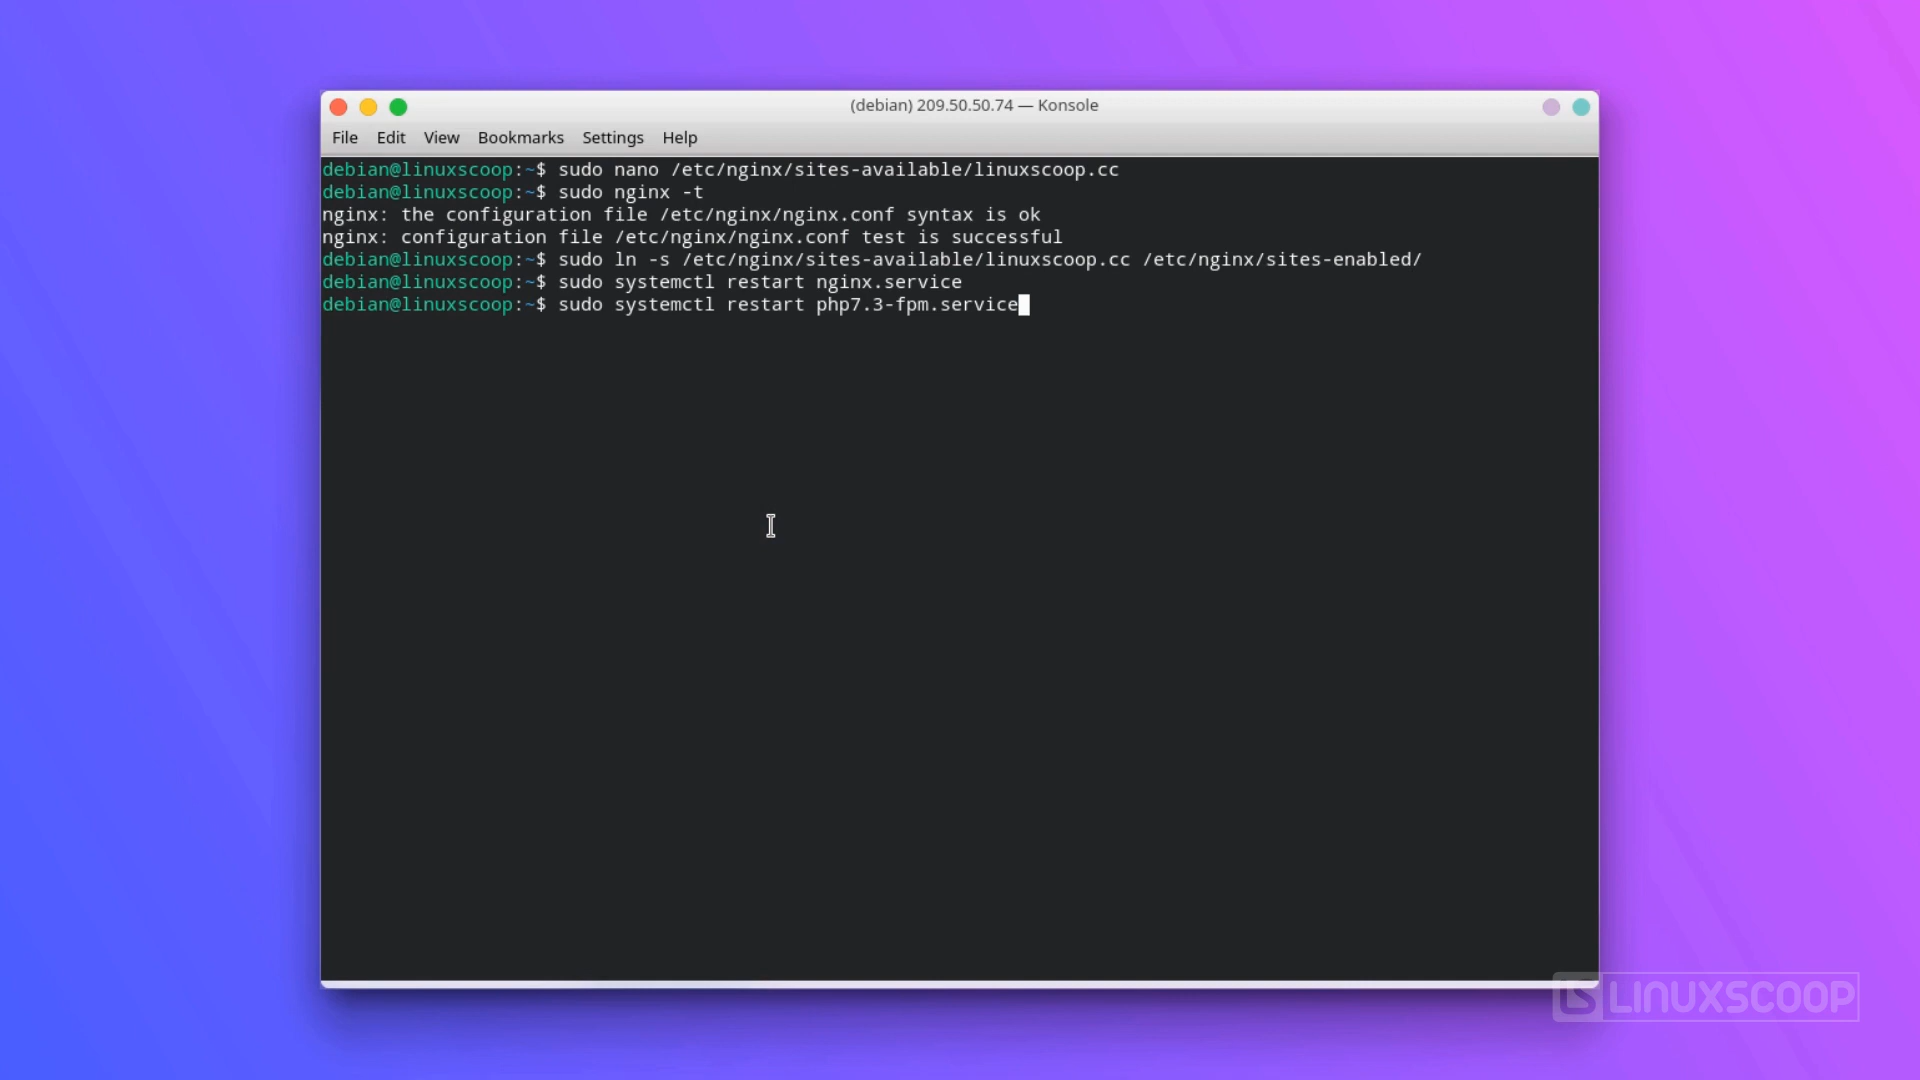 (debian) 209.50.50.74 — Konsole
File Edit View Bookmarks Settings Help
debian@linuxscoop:~$ sudo nano /etc/nginx/sites-available/linuxscoop.cc
debian@linuxscoop:~$ sudo nginx -t
nginx: the configuration file /etc/nginx/nginx.conf syntax is ok
nginx: configuration file /etc/nginx/nginx.conf test is successful
debian@linuxscoop:~$ sudo ln -s /etc/nginx/sites-available/linuxscoop.cc /etc/nginx/sites-enabled/
debian@linuxscoop:~$ sudo systemctl restart nginx.service
debian@linuxscoop:~$ sudo systemctl restart php7.3-fpm.service
LINUXSCOOP